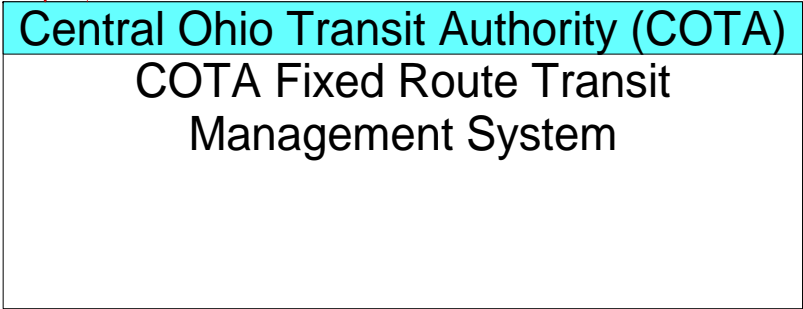 Central Ohio Transit Authority (COTA)
COTA Fixed Route Transit
Management System